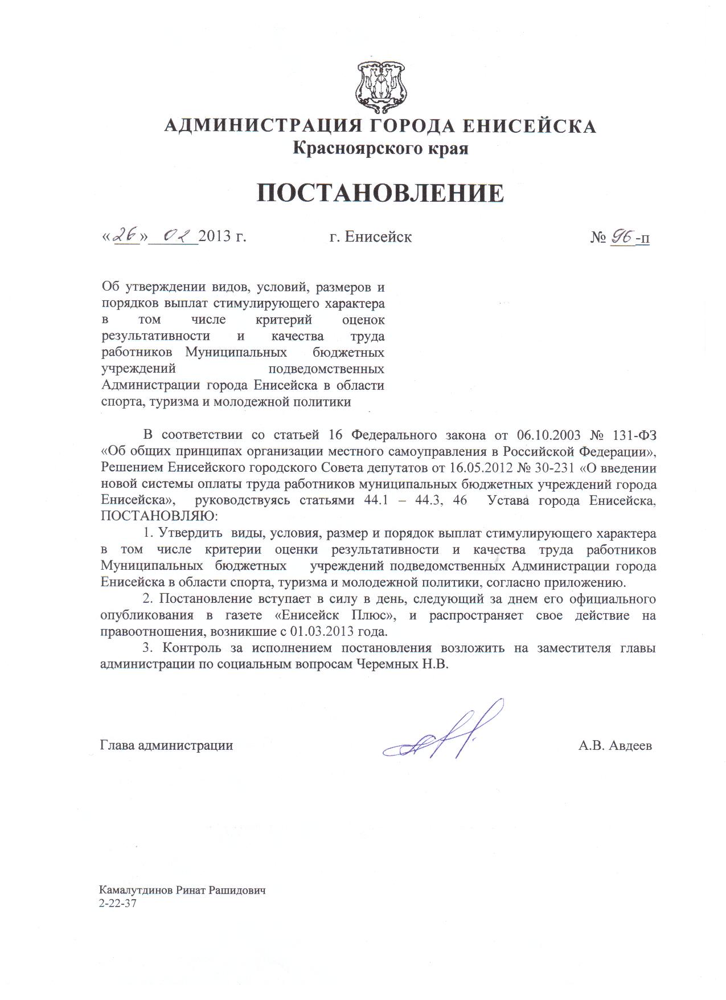 АДМИНИСТРАЦИЯ ГОРОДА ЕНИСЕЙСКА
Красноярского края
ПОСТАНОВЛЕНИЕ
«26» 02 2013 г. г. Енисейск № 96-п
Об утверждении видов, условий, размеров и
порядков выплат стимулирующего характера
в том числе критерий оценок
результативности и качества труда
работников Муниципальных бюджетных
учреждений подведомственных
Администрации города Енисейска в области
спорта, туризма и молодежной политики
В соответствии со статьей 16 Федерального закона от 06.10.2003 № 131-ФЗ
«Об общих принципах организации местного самоуправления в Российской Федерации»,
Решением Енисейского городского Совета депутатов от 16.05.2012 № 30-231 «О введении
новой системы оплаты труда работников муниципальных бюджетных учреждений города
Енисейска», руководствуясь статьями 44.1 – 44.3, 46 Устава города Енисейска,
ПОСТАНОВЛЯЮ:
1. Утвердить виды, условия, размер и порядок выплат стимулирующего характера
в том числе критерии оценки результативности и качества труда работников
Муниципальных бюджетных учреждений подведомственных Администрации города
Енисейска в области спорта, туризма и молодежной политики, согласно приложению.
2. Постановление вступает в силу в день, следующий за днем его официального
опубликования в газете «Енисейск Плюс», и распространяет свое действие на
правоотношения, возникшие с 01.03.2013 года.
3. Контроль за исполнением постановления возложить на заместителя главы
администрации по социальным вопросам Черемных Н.В.
Глава администрации А.В. Авдеев
Камалутдинов Ринат Рашидович
2-22-37